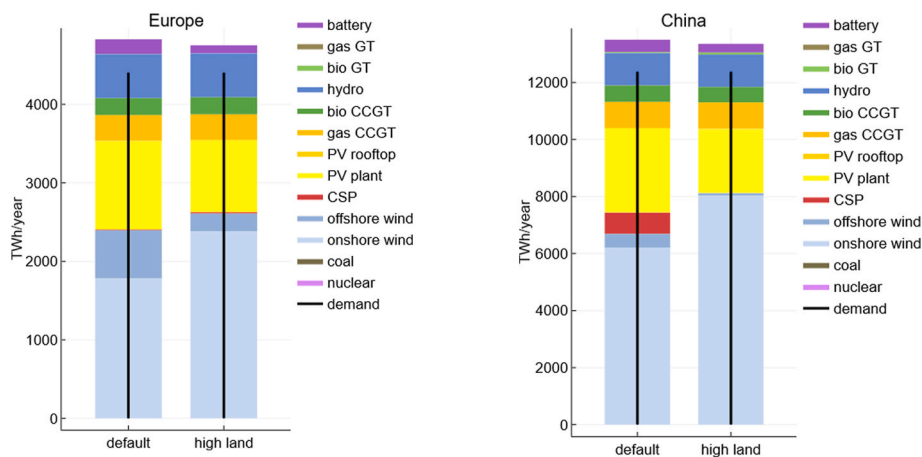 Europe
TWh/year
4000
3000
2000
1000
0
default
high land
battery
gas GT
bio GT
hydro
bio CCGT
gas CCGT
PV rooftop
PV plant
CSP
offshore wind
onshore wind
coal
nuclear
demand
China
TWh/year
12000
10000
8000
6000
4000
2000
0
default
high land
battery
gas GT
bio GT
hydro
bio CCGT
gas CCGT
PV rooftop
PV plant
CSP
offshore wind
onshore wind
coal
nuclear
demand